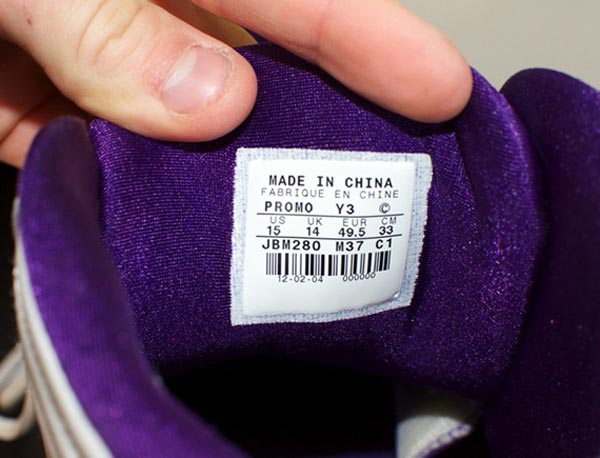 MADE IN CHINA
FABRIQUE EN CHINE
PROMO Y3 ©
US UK EUR CM
15 14 49.5 33
JBM280 M37 C1
12-02-04 000000